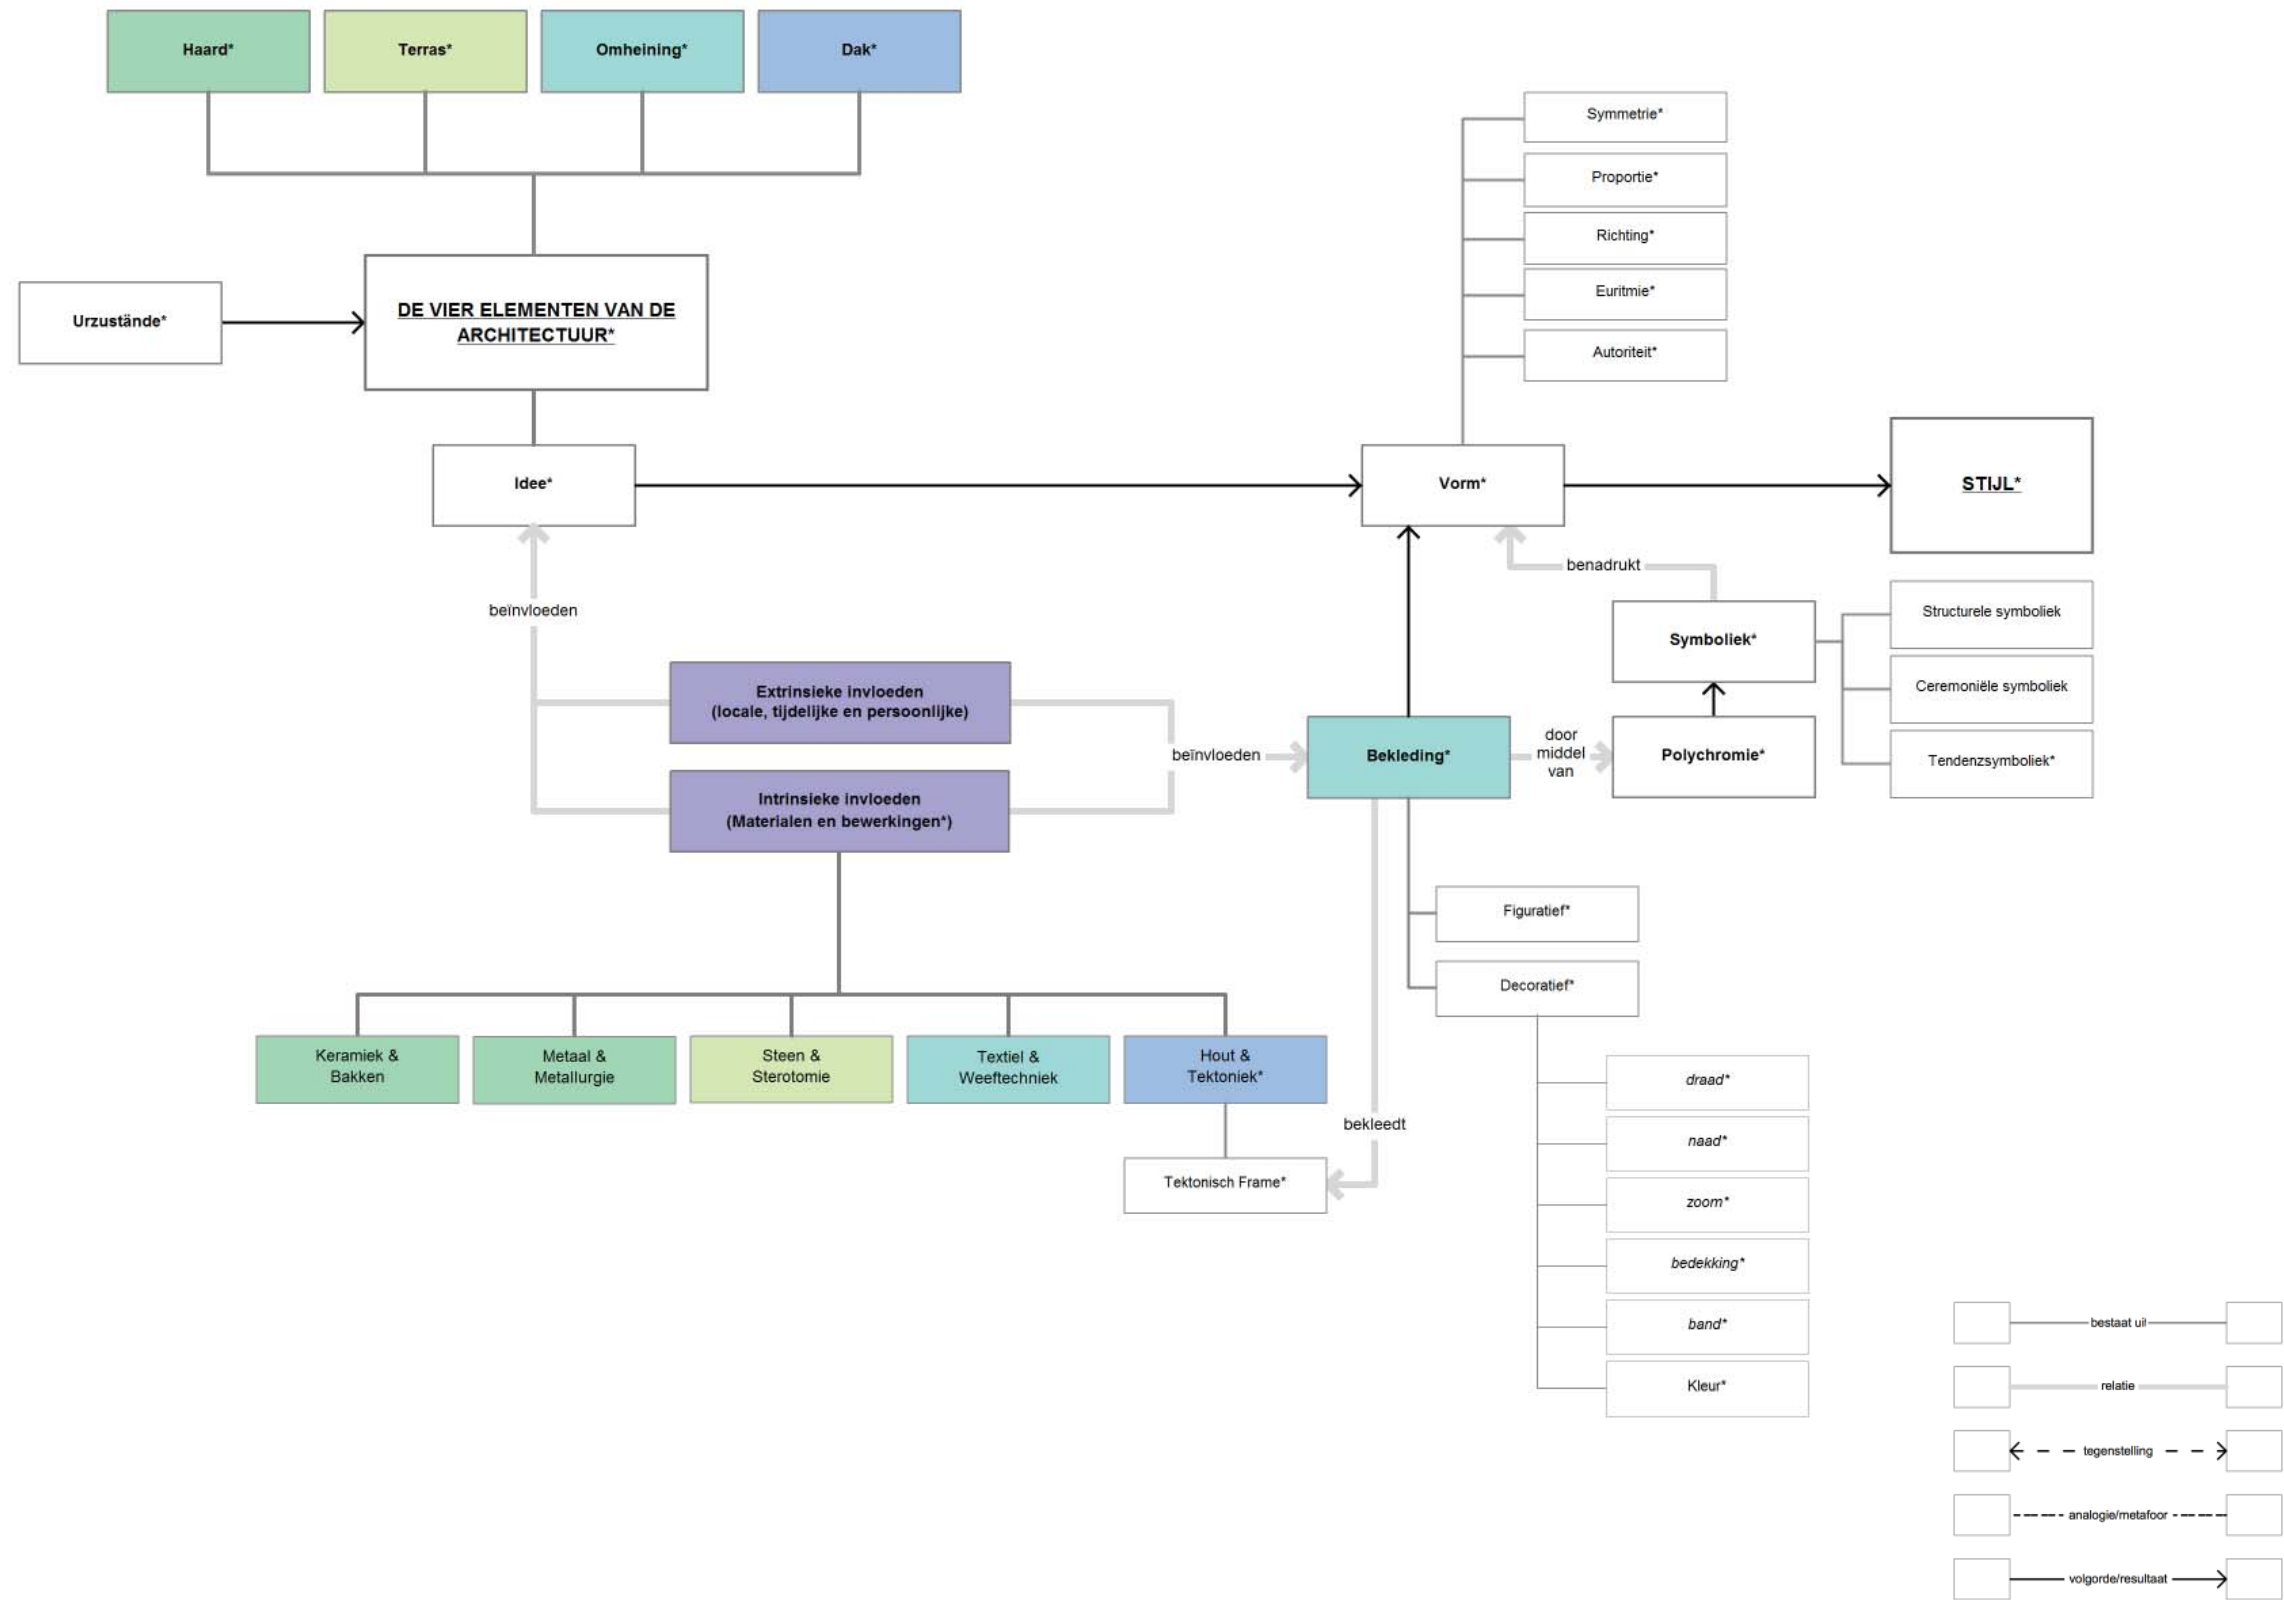 Haard*
Terras*
Omheining*
Dak*
Symmetrie*
Proportie*
Richting*
Euritmie*
Autoriteit*
Urzustände*
DE VIER ELEMENTEN VAN DE
ARCHITECTUUR*
Idee*
Vorm*
STIJL*
benadrukt
beïnvloeden
Symboliek*
Structurele symboliek
Ceremoniële symboliek
Tendenzsymboliek*
Extrinsieke invloeden
(locale, tijdelijke en persoonlijke)
Intrinsieke invloeden
(Materialen en bewerkingen*)
beïnvloeden
Bekleding*
door
middel
van
Polychromie*
Figuratief*
Decoratief*
Keramiek &
Bakken
Metaal &
Metallurgie
Steen &
Sterotomie
Textiel &
Weeftechniek
Hout &
Tektoniek*
bekleedt
Tektonisch Frame*
draad*
naad*
zoom*
bedekking*
band*
Kleur*
bestaat uit
relatie
tegenstelling
analogie/metafoor
volgorde/resultaat